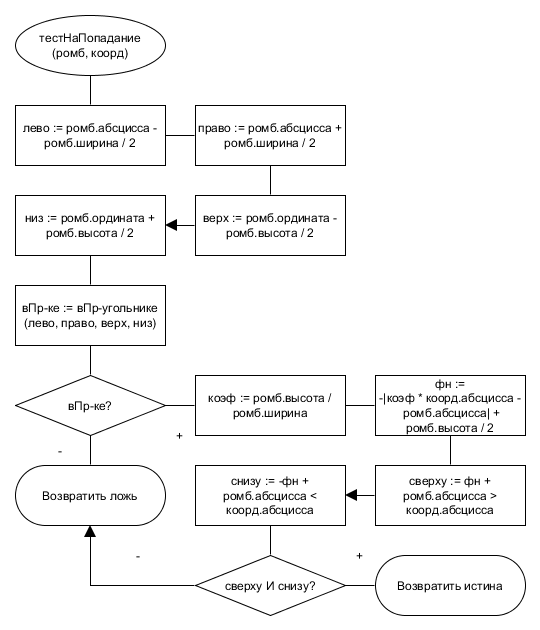 тестНаПопадание
(ромб, коорд)
лево := ромб.абсцисса -
ромб.ширина / 2
право := ромб.абсцисса +
ромб.ширина / 2
верх := ромб.ордината -
ромб.высота / 2
низ := ромб.ордината +
ромб.высота / 2
вПр-ке := вПр-угольнике
(лево, право, верх, низ)
вПр-ке?
-
Возвратить ложь
+
коэф := ромб.высота /
ромб.ширина
фн :=
-|коэф * коорд.абсцисса -
ромб.абсцисса| +
ромб.высота / 2
сверху := фн +
ромб.абсцисса >
коорд.абсцисса
снизу := -фн +
ромб.абсцисса <
коорд.абсцисса
сверху И снизу?
-
+
Возвратить истина